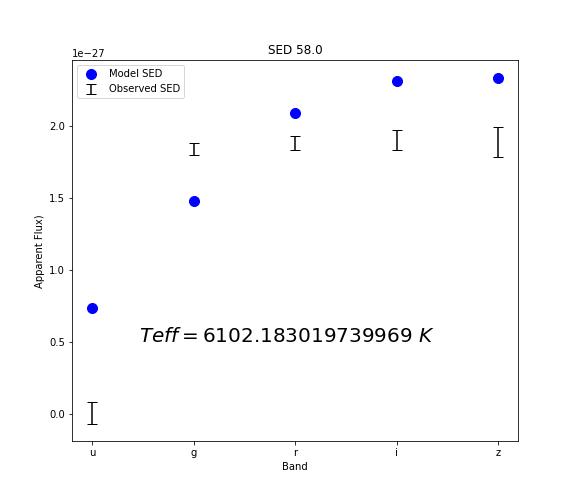 SED 58.0
1e−27
Model SED
Observed SED
2.0
1.5
1.0
0.5
0.0
Apparent Flux)
Teff = 6102.183019739969 K
u g r i z
Band